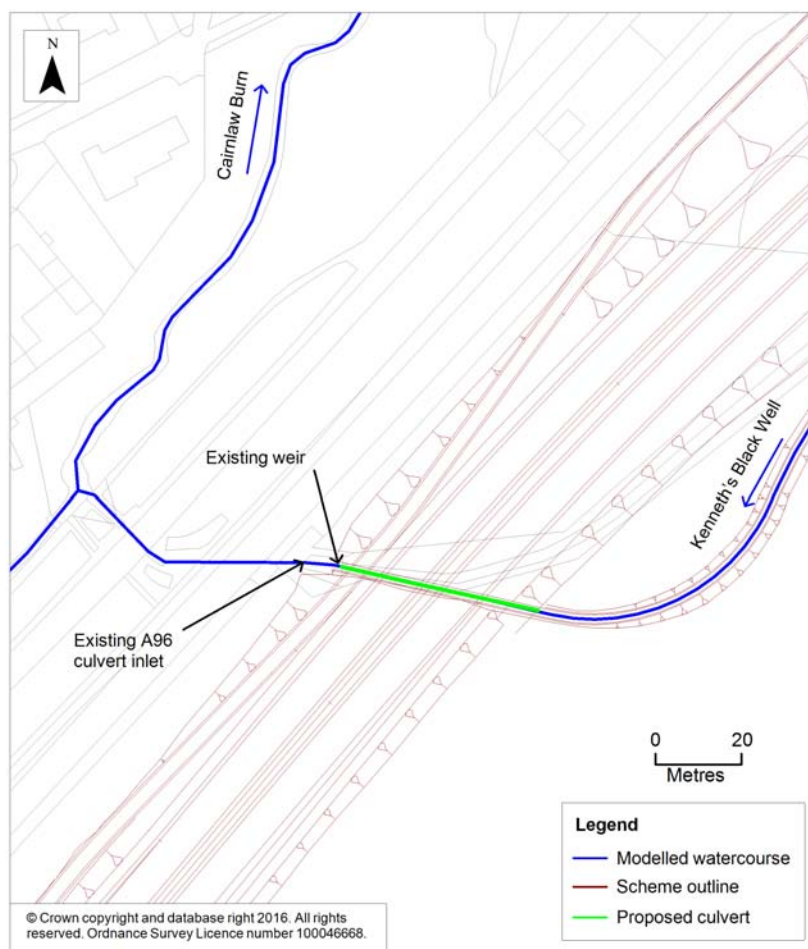 N
Cairnlaw Burn
Existing weir
Kenneth's Black Well
Existing A96
culvert inlet
0 20
Metres
Legend
Modelled watercourse
Scheme outline
Proposed culvert
© Crown copyright and database right 2016. All rights
reserved. Ordnance Survey Licence number 100046668.